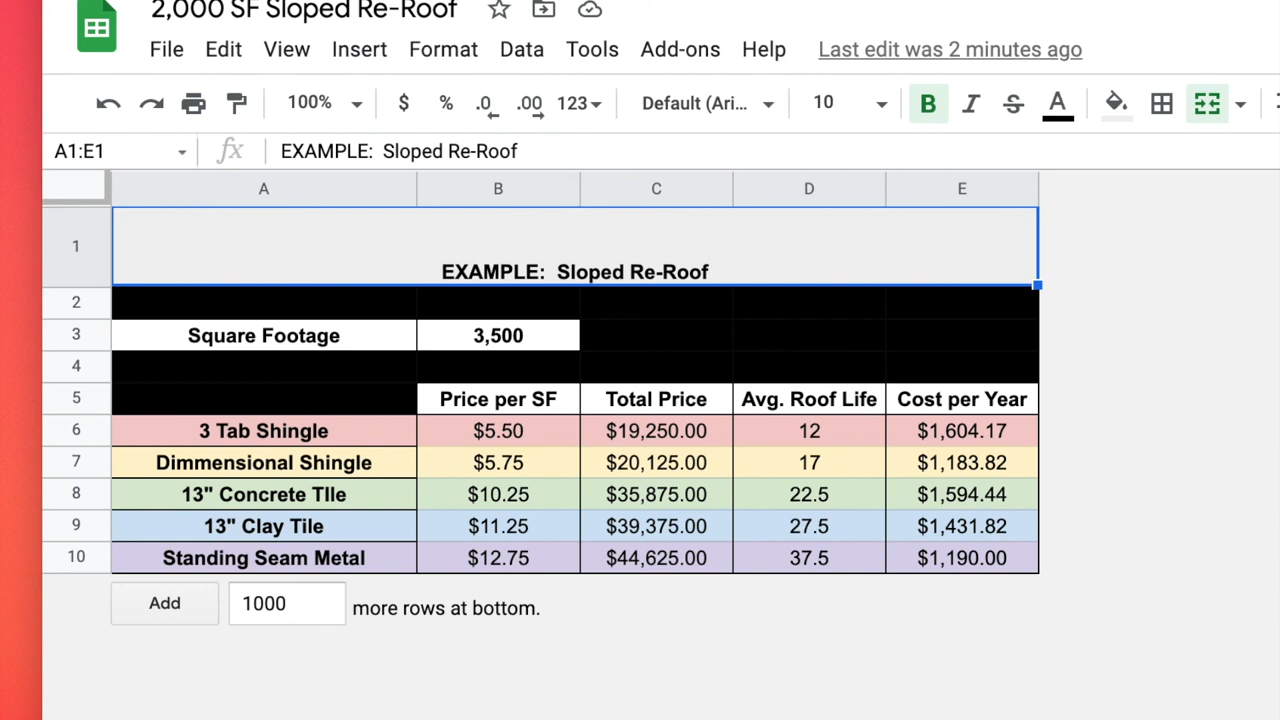 2,000 SF Sloped Re-Roof
File Edit View Insert Format Data Tools Add-ons Help Last edit was 2 minutes ago
100% $ % .0 .00 123 Default (Ari... 10 B I S A
A1:E1 fx EXAMPLE: Sloped Re-Roof
A B C D E
1 EXAMPLE: Sloped Re-Roof
2
3 Square Footage 3,500
4
5 Price per SF Total Price Avg. Roof Life Cost per Year
6 3 Tab Shingle $5.50 $19,250.00 12 $1,604.17
7 Dimmensional Shingle $5.75 $20,125.00 17 $1,183.82
8 13" Concrete TIle $10.25 $35,875.00 22.5 $1,594.44
9 13" Clay Tile $11.25 $39,375.00 27.5 $1,431.82
10 Standing Seam Metal $12.75 $44,625.00 37.5 $1,190.00
Add 1000 more rows at bottom.